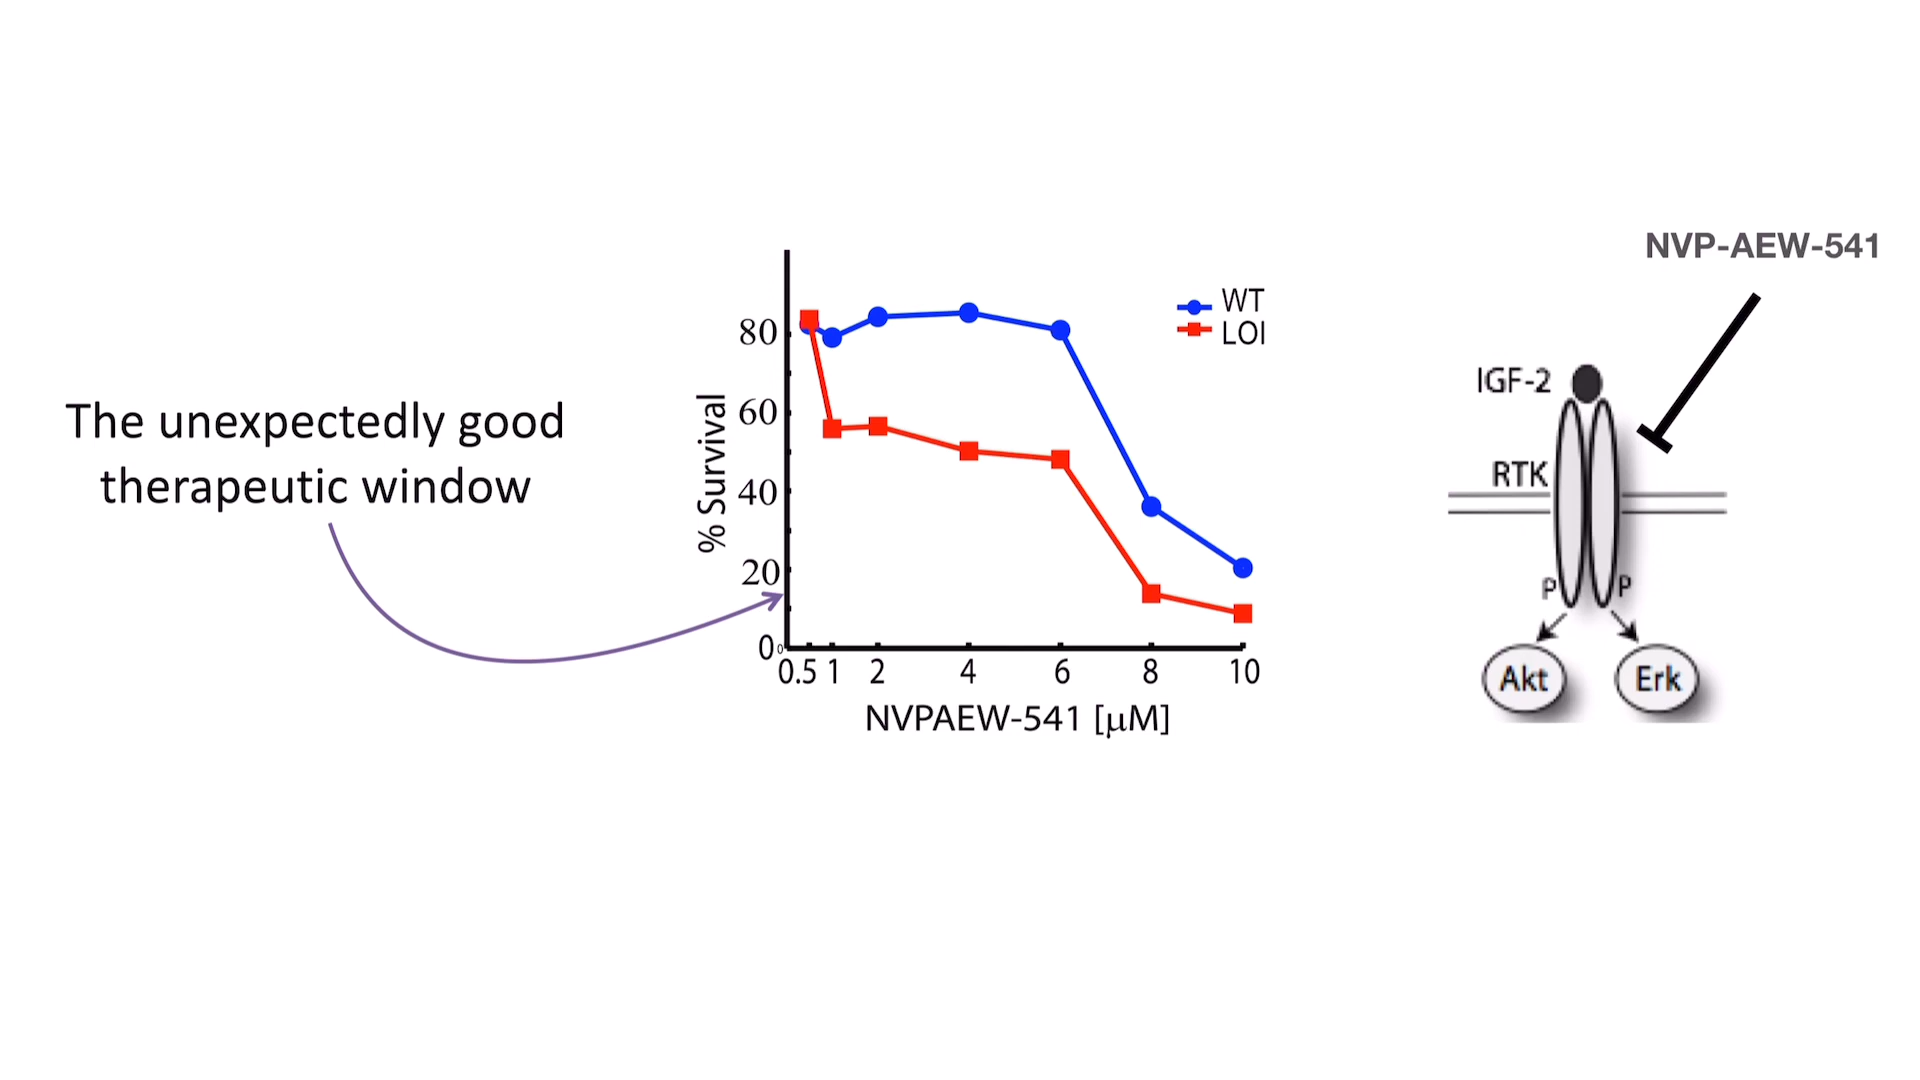 The unexpectedly good
therapeutic window
% Survival
80
60
40
20
0
0
0.5 1 2 4 6 8 10
NVPAEW-541 [μM]
WT
LOI
NVP-AEW-541
IGF-2
RTK
P P
Akt Erk